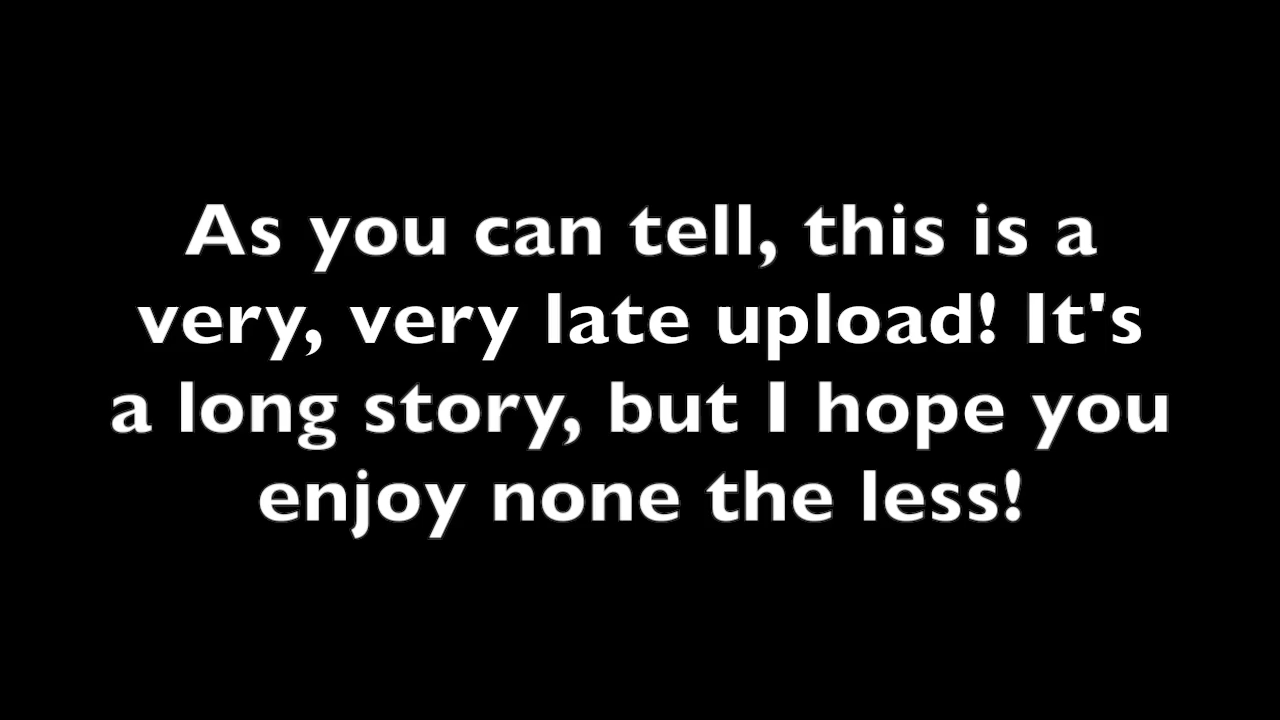 As you can tell, this is a
very, very late upload! It's
a long story, but I hope you
enjoy none the less!